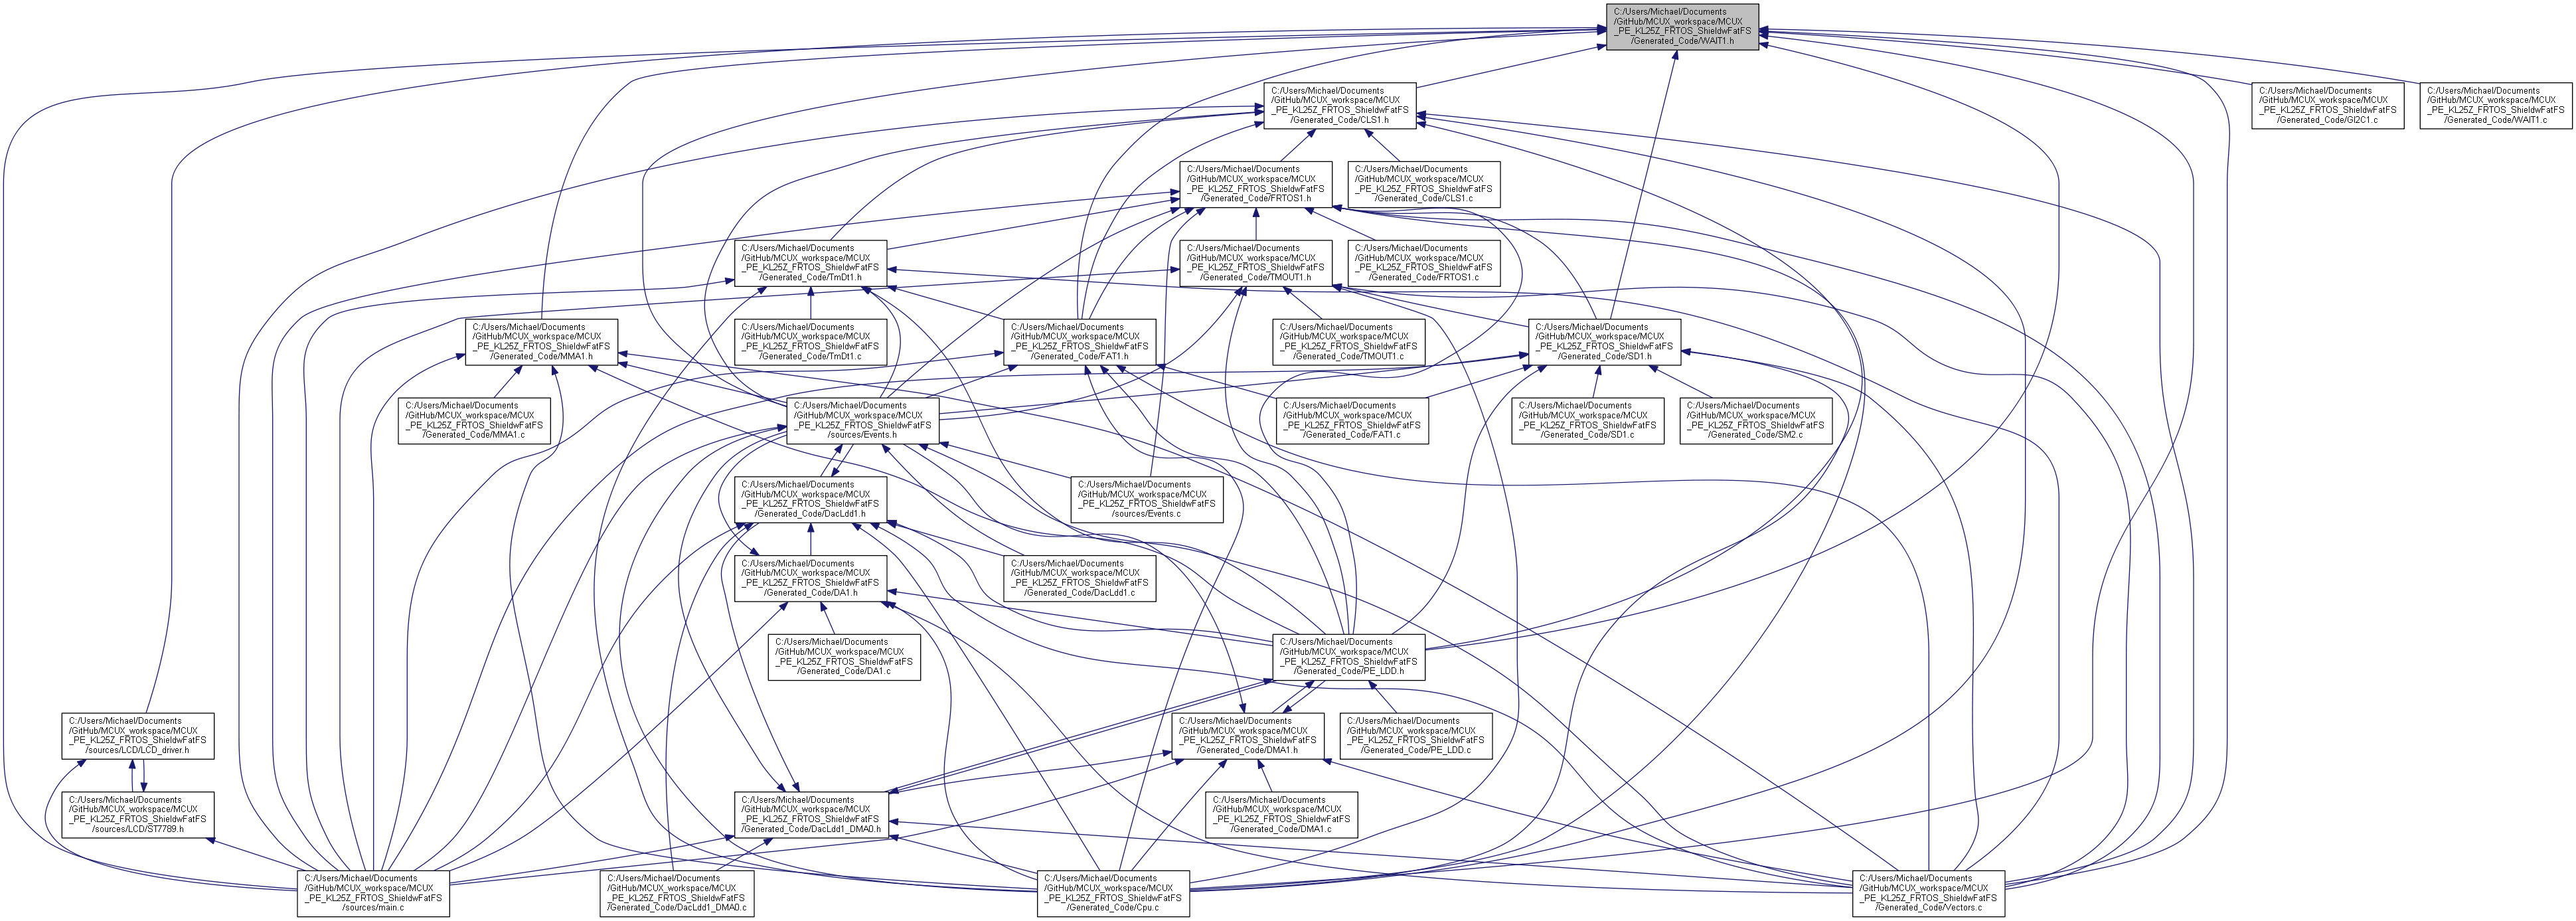 C:/Users/Michael/Documents
/GitHub/MCUX_workspace/MCUX
_PE_KL25Z_FRTOS_ShieldwFatFS
/Generated_Code/WAIT1.h
C:/Users/Michael/Documents
/GitHub/MCUX_workspace/MCUX
_PE_KL25Z_FRTOS_ShieldwFatFS
/Generated_Code/CLS1.h
C:/Users/Michael/Documents
/GitHub/MCUX_workspace/MCUX
_PE_KL25Z_FRTOS_ShieldwFatFS
/Generated_Code/GI2C1.c
C:/Users/Michael/Documents
/GitHub/MCUX_workspace/MCUX
_PE_KL25Z_FRTOS_ShieldwFatFS
/Generated_Code/WAIT1.c
C:/Users/Michael/Documents
/GitHub/MCUX_workspace/MCUX
_PE_KL25Z_FRTOS_ShieldwFatFS
/Generated_Code/FRTOS1.h
C:/Users/Michael/Documents
/GitHub/MCUX_workspace/MCUX
_PE_KL25Z_FRTOS_ShieldwFatFS
/Generated_Code/CLS1.c
C:/Users/Michael/Documents
/GitHub/MCUX_workspace/MCUX
_PE_KL25Z_FRTOS_ShieldwFatFS
/Generated_Code/TmDt1.h
C:/Users/Michael/Documents
/GitHub/MCUX_workspace/MCUX
_PE_KL25Z_FRTOS_ShieldwFatFS
/Generated_Code/TMOUT1.h
C:/Users/Michael/Documents
/GitHub/MCUX_workspace/MCUX
_PE_KL25Z_FRTOS_ShieldwFatFS
/Generated_Code/FRTOS1.c
C:/Users/Michael/Documents
/GitHub/MCUX_workspace/MCUX
_PE_KL25Z_FRTOS_ShieldwFatFS
/Generated_Code/MMA1.h
C:/Users/Michael/Documents
/GitHub/MCUX_workspace/MCUX
_PE_KL25Z_FRTOS_ShieldwFatFS
/Generated_Code/TmDt1.c
C:/Users/Michael/Documents
/GitHub/MCUX_workspace/MCUX
_PE_KL25Z_FRTOS_ShieldwFatFS
/Generated_Code/FAT1.h
C:/Users/Michael/Documents
/GitHub/MCUX_workspace/MCUX
_PE_KL25Z_FRTOS_ShieldwFatFS
/Generated_Code/TMOUT1.c
C:/Users/Michael/Documents
/GitHub/MCUX_workspace/MCUX
_PE_KL25Z_FRTOS_ShieldwFatFS
/Generated_Code/SD1.h
C:/Users/Michael/Documents
/GitHub/MCUX_workspace/MCUX
_PE_KL25Z_FRTOS_ShieldwFatFS
/Generated_Code/MMA1.c
C:/Users/Michael/Documents
/GitHub/MCUX_workspace/MCUX
_PE_KL25Z_FRTOS_ShieldwFatFS
/sources/Events.h
C:/Users/Michael/Documents
/GitHub/MCUX_workspace/MCUX
_PE_KL25Z_FRTOS_ShieldwFatFS
/Generated_Code/FAT1.c
C:/Users/Michael/Documents
/GitHub/MCUX_workspace/MCUX
_PE_KL25Z_FRTOS_ShieldwFatFS
/Generated_Code/SD1.c
C:/Users/Michael/Documents
/GitHub/MCUX_workspace/MCUX
_PE_KL25Z_FRTOS_ShieldwFatFS
/Generated_Code/SM2.c
C:/Users/Michael/Documents
/GitHub/MCUX_workspace/MCUX
_PE_KL25Z_FRTOS_ShieldwFatFS
/Generated_Code/DacLdd1.h
C:/Users/Michael/Documents
/GitHub/MCUX_workspace/MCUX
_PE_KL25Z_FRTOS_ShieldwFatFS
/sources/Events.c
C:/Users/Michael/Documents
/GitHub/MCUX_workspace/MCUX
_PE_KL25Z_FRTOS_ShieldwFatFS
/Generated_Code/DA1.h
C:/Users/Michael/Documents
/GitHub/MCUX_workspace/MCUX
_PE_KL25Z_FRTOS_ShieldwFatFS
/Generated_Code/DacLdd1.c
C:/Users/Michael/Documents
/GitHub/MCUX_workspace/MCUX
_PE_KL25Z_FRTOS_ShieldwFatFS
/Generated_Code/DA1.c
C:/Users/Michael/Documents
/GitHub/MCUX_workspace/MCUX
_PE_KL25Z_FRTOS_ShieldwFatFS
/Generated_Code/PE_LDD.h
C:/Users/Michael/Documents
/GitHub/MCUX_workspace/MCUX
_PE_KL25Z_FRTOS_ShieldwFatFS
/sources/LCD/LCD_driver.h
C:/Users/Michael/Documents
/GitHub/MCUX_workspace/MCUX
_PE_KL25Z_FRTOS_ShieldwFatFS
/Generated_Code/DMA1.h
C:/Users/Michael/Documents
/GitHub/MCUX_workspace/MCUX
_PE_KL25Z_FRTOS_ShieldwFatFS
/Generated_Code/PE_LDD.c
C:/Users/Michael/Documents
/GitHub/MCUX_workspace/MCUX
_PE_KL25Z_FRTOS_ShieldwFatFS
/sources/LCD/ST7789.h
C:/Users/Michael/Documents
/GitHub/MCUX_workspace/MCUX
_PE_KL25Z_FRTOS_ShieldwFatFS
/Generated_Code/DacLdd1_DMA0.h
C:/Users/Michael/Documents
/GitHub/MCUX_workspace/MCUX
_PE_KL25Z_FRTOS_ShieldwFatFS
/Generated_Code/DMA1.c
C:/Users/Michael/Documents
/GitHub/MCUX_workspace/MCUX
_PE_KL25Z_FRTOS_ShieldwFatFS
/sources/main.c
C:/Users/Michael/Documents
/GitHub/MCUX_workspace/MCUX
_PE_KL25Z_FRTOS_ShieldwFatFS
/Generated_Code/DacLdd1_DMA0.c
C:/Users/Michael/Documents
/GitHub/MCUX_workspace/MCUX
_PE_KL25Z_FRTOS_ShieldwFatFS
/Generated_Code/Cpu.c
C:/Users/Michael/Documents
/GitHub/MCUX_workspace/MCUX
_PE_KL25Z_FRTOS_ShieldwFatFS
/Generated_Code/Vectors.c